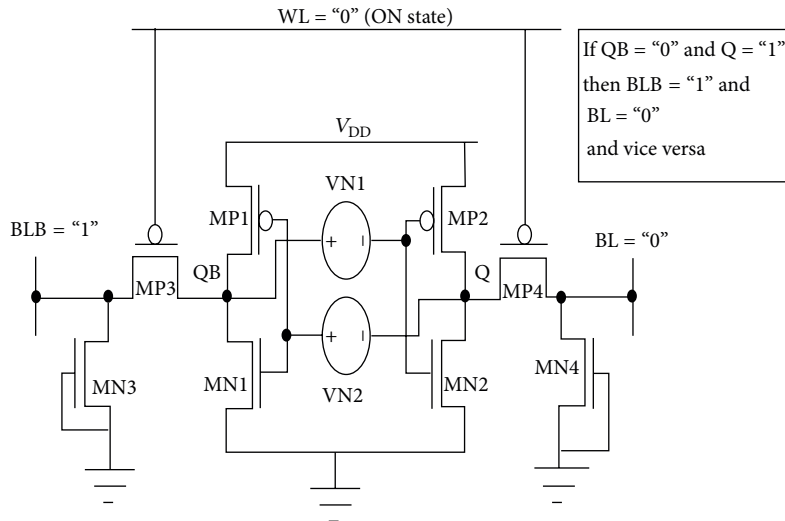 WL = “0” (ON state)
If QB = “0” and Q = “1”
then BLB = “1” and
BL = “0”
and vice versa
VDD
VN1
MP1
MP2
BLB = “1”
BL = “0”
+
–
QB
Q
MP3
MP4
+
–
MN1
MN2
MN3
MN4
VN2